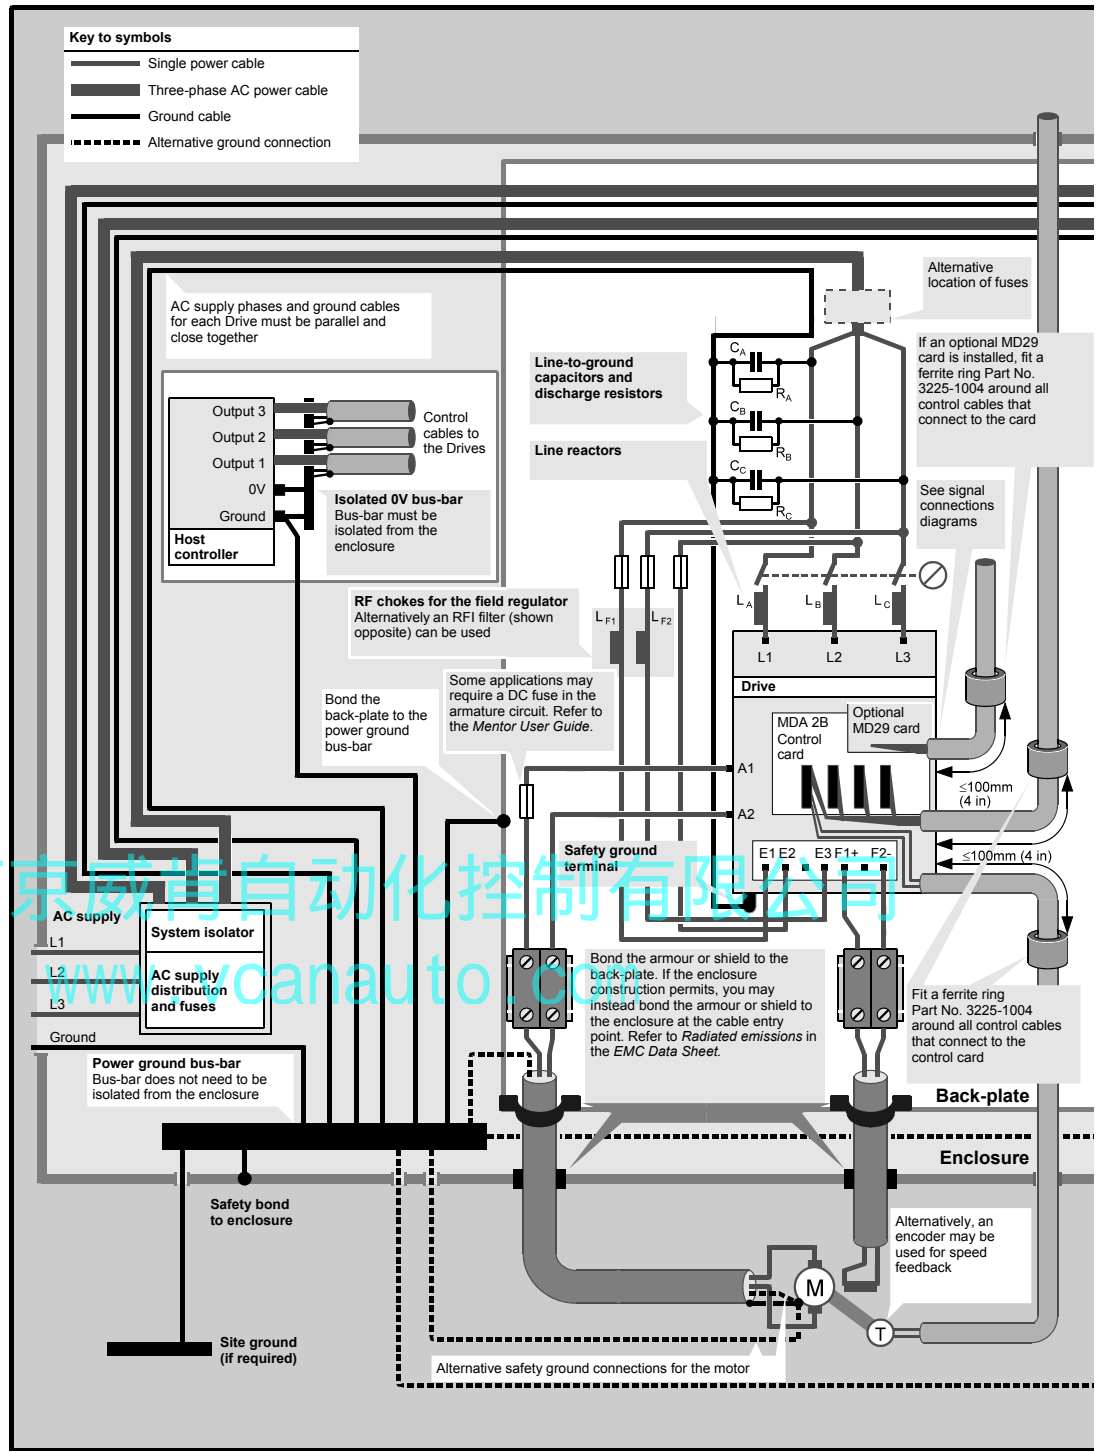 Key to symbols
Single power cable
Three-phase AC power cable
Ground cable
Alternative ground connection
AC supply phases and ground cables
for each Drive must be parallel and
close together
Alternative
location of fuses
If an optional MD29
card is installed, fit a
ferrite ring Part No.
3225-1004 around all
control cables that
connect to the card
Line-to-ground
capacitors and
discharge resistors
Line reactors
CA
RA
CB
RB
CC
RC
Output 3
Output 2
Output 1
0V
Ground
Host
controller
Control
cables to
the Drives
Isolated 0V bus-bar
Bus-bar must be
isolated from the
enclosure
See signal
connections
diagrams
RF chokes for the field regulator
Alternatively an RFI filter (shown
opposite) can be used
LF1
LF2
LA
LB
LC
L1
L2
L3
Drive
Some applications may
require a DC fuse in the
armature circuit. Refer to
the Mentor User Guide.
Bond the
back-plate to the
power ground
bus-bar
MDA 2B
Control
card
Optional
MD29 card
A1
A2
≤100mm
(4 in)
≤100mm (4 in)
Safety ground
terminal
E1 E2 E3 F1+ F2-
京威肯自动化控制有限公司
www.vcanauto.com
AC supply
L1
L2
L3
Ground
System isolator
AC supply
distribution
and fuses
Bond the armour or shield to the
back-plate. If the enclosure
construction permits, you may
instead bond the armour or shield to
the enclosure at the cable entry
point. Refer to Radiated emissions in
the EMC Data Sheet.
Fit a ferrite ring
Part No. 3225-1004
around all control cables
that connect to the
control card
Power ground bus-bar
Bus-bar does not need to be
isolated from the enclosure
Back-plate
Enclosure
Safety bond
to enclosure
Alternatively, an
encoder may be
used for speed
feedback
M
T
Site ground
(if required)
Alternative safety ground connections for the motor